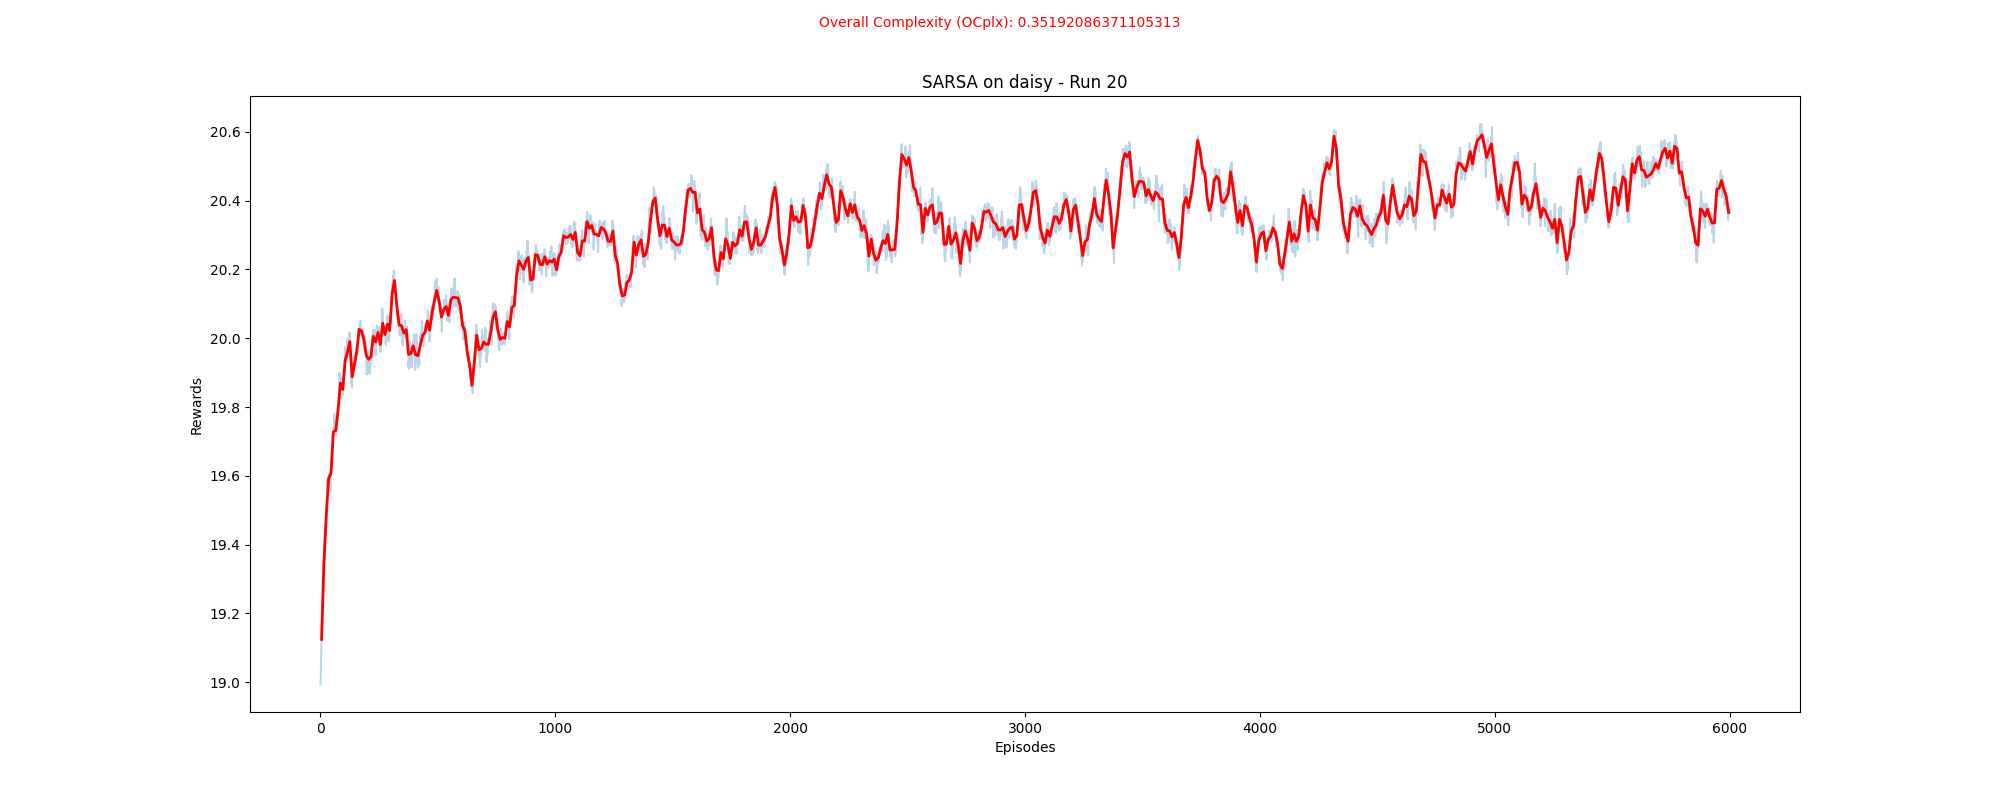 Overall Complexity (OCplx): 0.35192086371105313
SARSA on daisy - Run 20
Rewards
20.6
20.4
20.2
20.0
19.8
19.6
19.4
19.2
19.0
0 1000 2000 3000 4000 5000 6000
Episodes